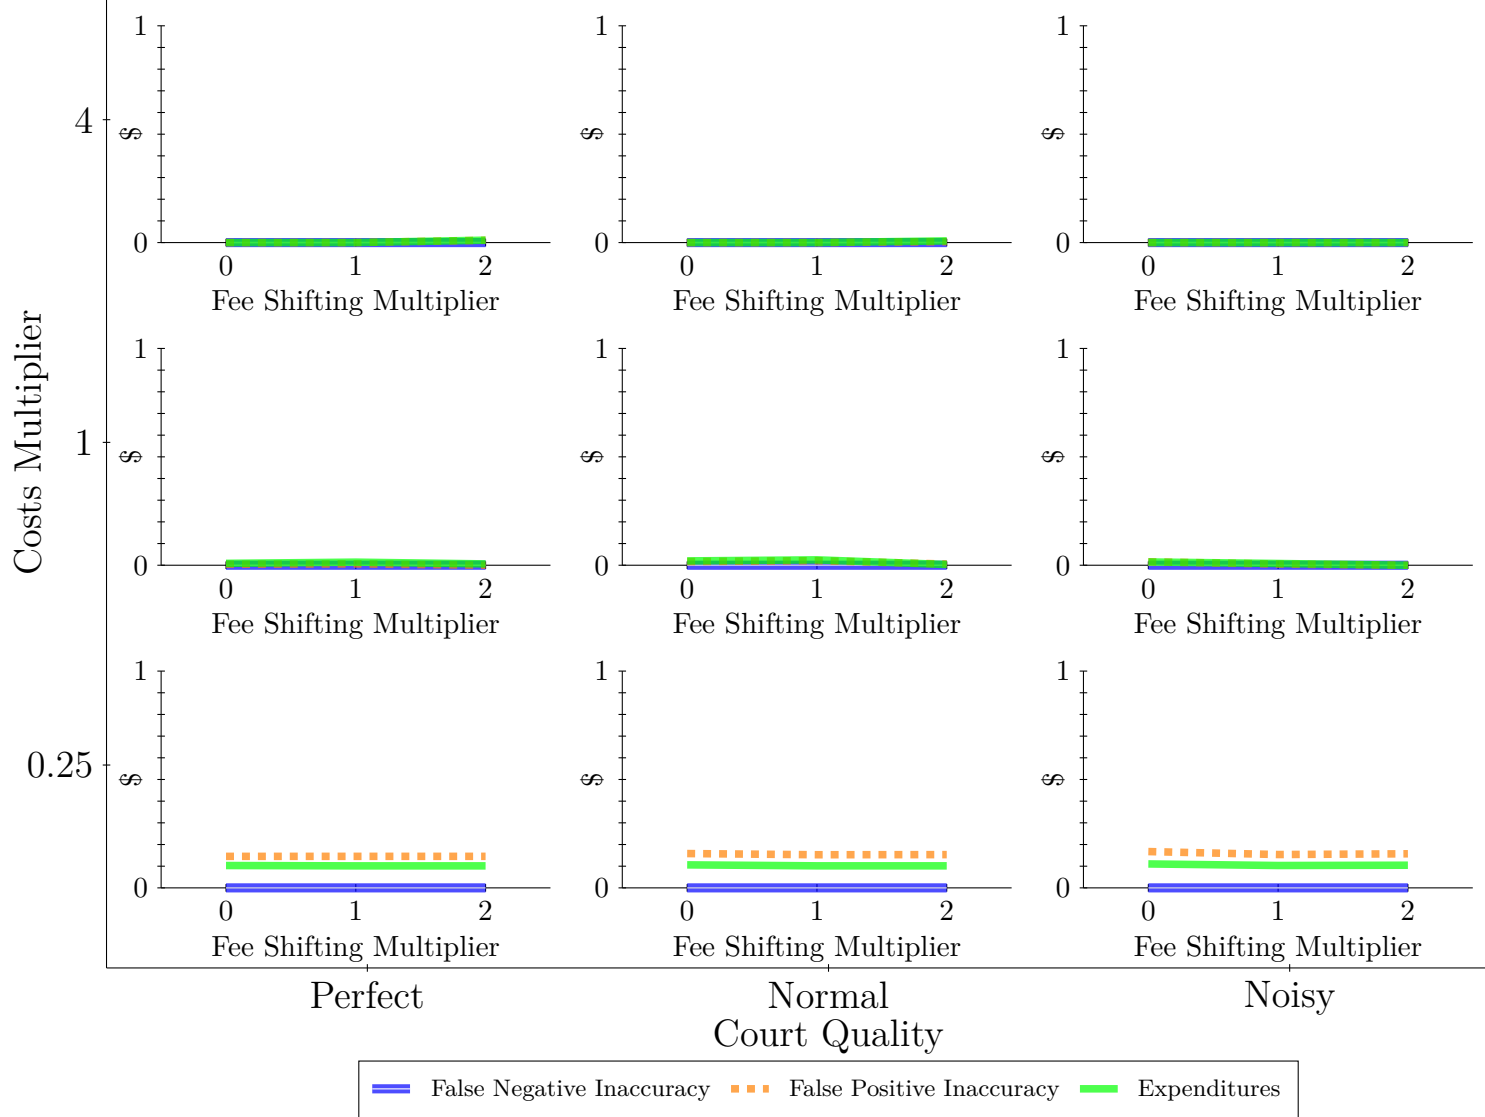 Costs Multiplier
4
1
$
0
0 1 2
Fee Shifting Multiplier
1
$
0
0 1 2
Fee Shifting Multiplier
1
$
0
0 1 2
Fee Shifting Multiplier
1
1
$
0
0 1 2
Fee Shifting Multiplier
1
$
0
0 1 2
Fee Shifting Multiplier
1
$
0
0 1 2
Fee Shifting Multiplier
0.25
1
$
0
0 1 2
Fee Shifting Multiplier
1
$
0
0 1 2
Fee Shifting Multiplier
1
$
0
0 1 2
Fee Shifting Multiplier
Perfect Normal Noisy
Court Quality
False Negative Inaccuracy False Positive Inaccuracy Expenditures